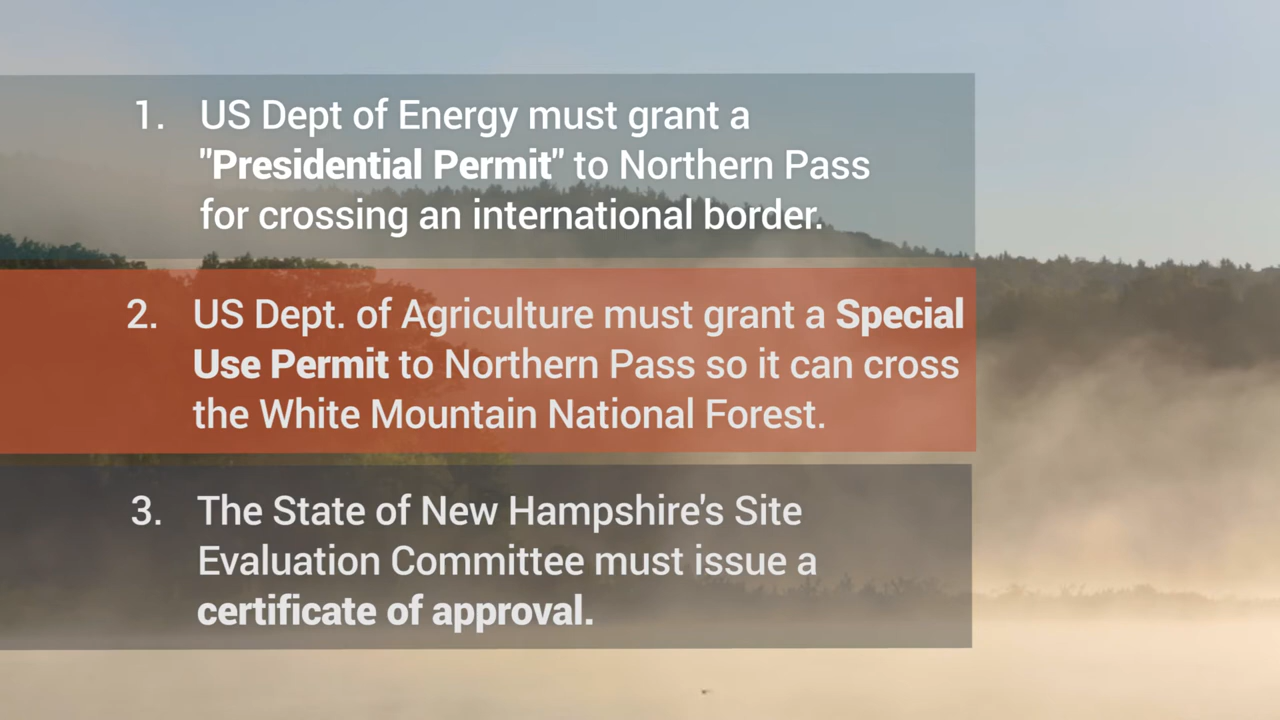 1. US Dept of Energy must grant a
"Presidential Permit" to Northern Pass
for crossing an international border.
2. US Dept. of Agriculture must grant a Special
Use Permit to Northern Pass so it can cross
the White Mountain National Forest.
3. The State of New Hampshire's Site
Evaluation Committee must issue a
certificate of approval.